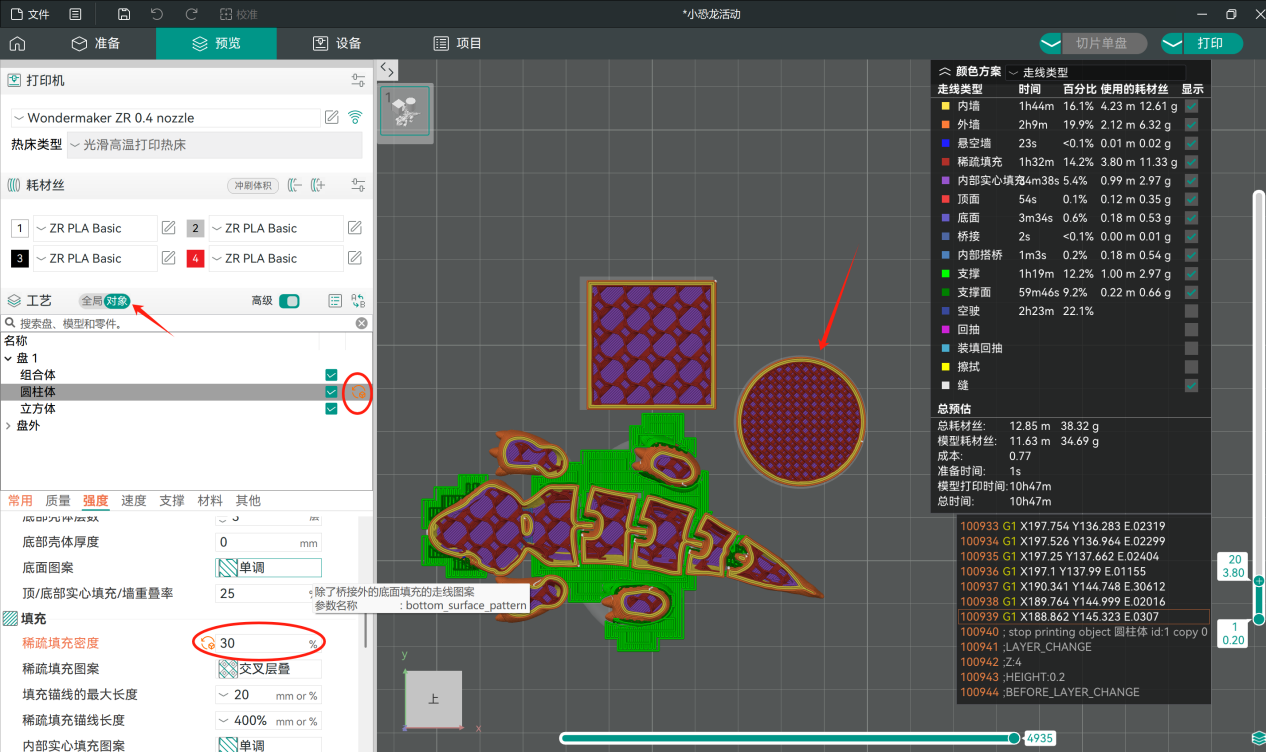 文件
校准
*小恐龙活动
准备
预览
设备
项目
切片单盘
打印
打印机
Wondermaker ZR 0.4 nozzle
热床类型
光滑高温打印热床
耗材丝
冲刷体积
1 ZR PLA Basic
2 ZR PLA Basic
3 ZR PLA Basic
4 ZR PLA Basic
工艺
全局 对象
高级
搜索盘、模型和零件。
名称
盘 1
组合体
圆柱体
立方体
盘外
常用 质量 强度 速度 支撑 材料 其他
底部壳体层数 3 层
底部壳体厚度 0 mm
底面图案 单调
顶/底部实心填充/墙重叠率 25
填充
稀疏填充密度 30 %
稀疏填充图案 交叉层叠
填充锚线的最大长度 20 mm or %
稀疏填充锚线长度 400% mm or %
内部实心填充图案 单调
除了桥接外的底面填充的走线图案
参数名称 : bottom_surface_pattern
1
y
上
x
颜色方案 走线类型
走线类型 时间 百分比 使用的耗材丝 显示
内墙 1h44m 16.1% 4.23 m 12.61 g
外墙 2h9m 19.9% 2.12 m 6.32 g
悬空墙 23s <0.1% 0.01 m 0.02 g
稀疏填充 1h32m 14.2% 3.80 m 11.33 g
内部实心填充 34m38s 5.4% 0.99 m 2.97 g
顶面 54s 0.1% 0.12 m 0.35 g
底面 3m34s 0.6% 0.18 m 0.53 g
桥接 2s <0.1% 0.00 m 0.01 g
内部搭桥 1m3s 0.2% 0.18 m 0.54 g
支撑 1h19m 12.2% 1.00 m 2.97 g
支撑面 59m46s 9.2% 0.22 m 0.66 g
空驶 2h23m 22.1%
回抽
装填回抽
擦拭
缝
总预估
总耗材丝: 12.85 m 38.32 g
模型耗材丝: 11.63 m 34.69 g
成本: 0.77
准备时间: 1s
模型打印时间: 10h47m
总时间: 10h47m
100933 G1 X197.754 Y136.283 E.02319
100934 G1 X197.526 Y136.964 E.02299
100935 G1 X197.25 Y137.662 E.02404
100936 G1 X197.1 Y137.99 E.01155
100937 G1 X190.341 Y144.748 E.30612
100938 G1 X189.764 Y144.999 E.02016
100939 G1 X188.862 Y145.323 E.0307
100940 ; stop printing object 圆柱体 id:1 copy 0
100941 ;LAYER_CHANGE
100942 ;Z:4
100943 ;HEIGHT:0.2
100944 ;BEFORE_LAYER_CHANGE
20
3.80
1
0.20
4935